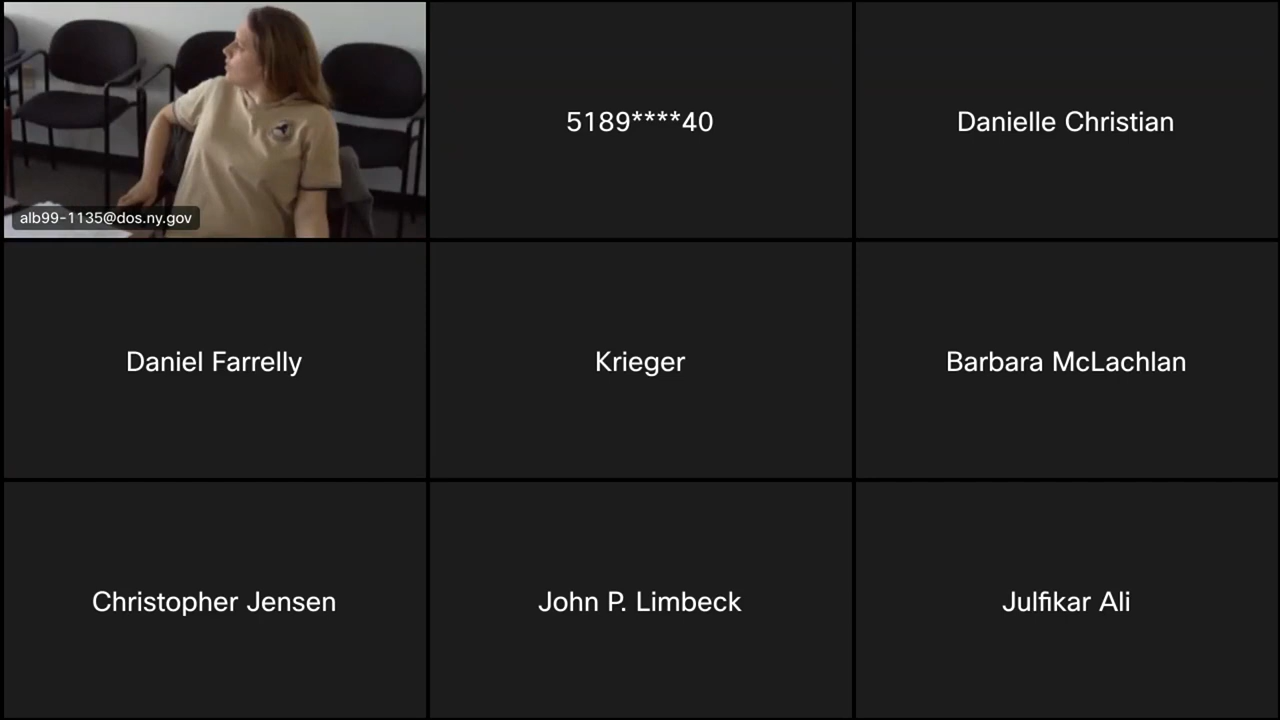 alb99-1135@dos.ny.gov
5189****40
Danielle Christian
Daniel Farrelly
Krieger
Barbara McLachlan
Christopher Jensen
John P. Limbeck
Julfikar Ali